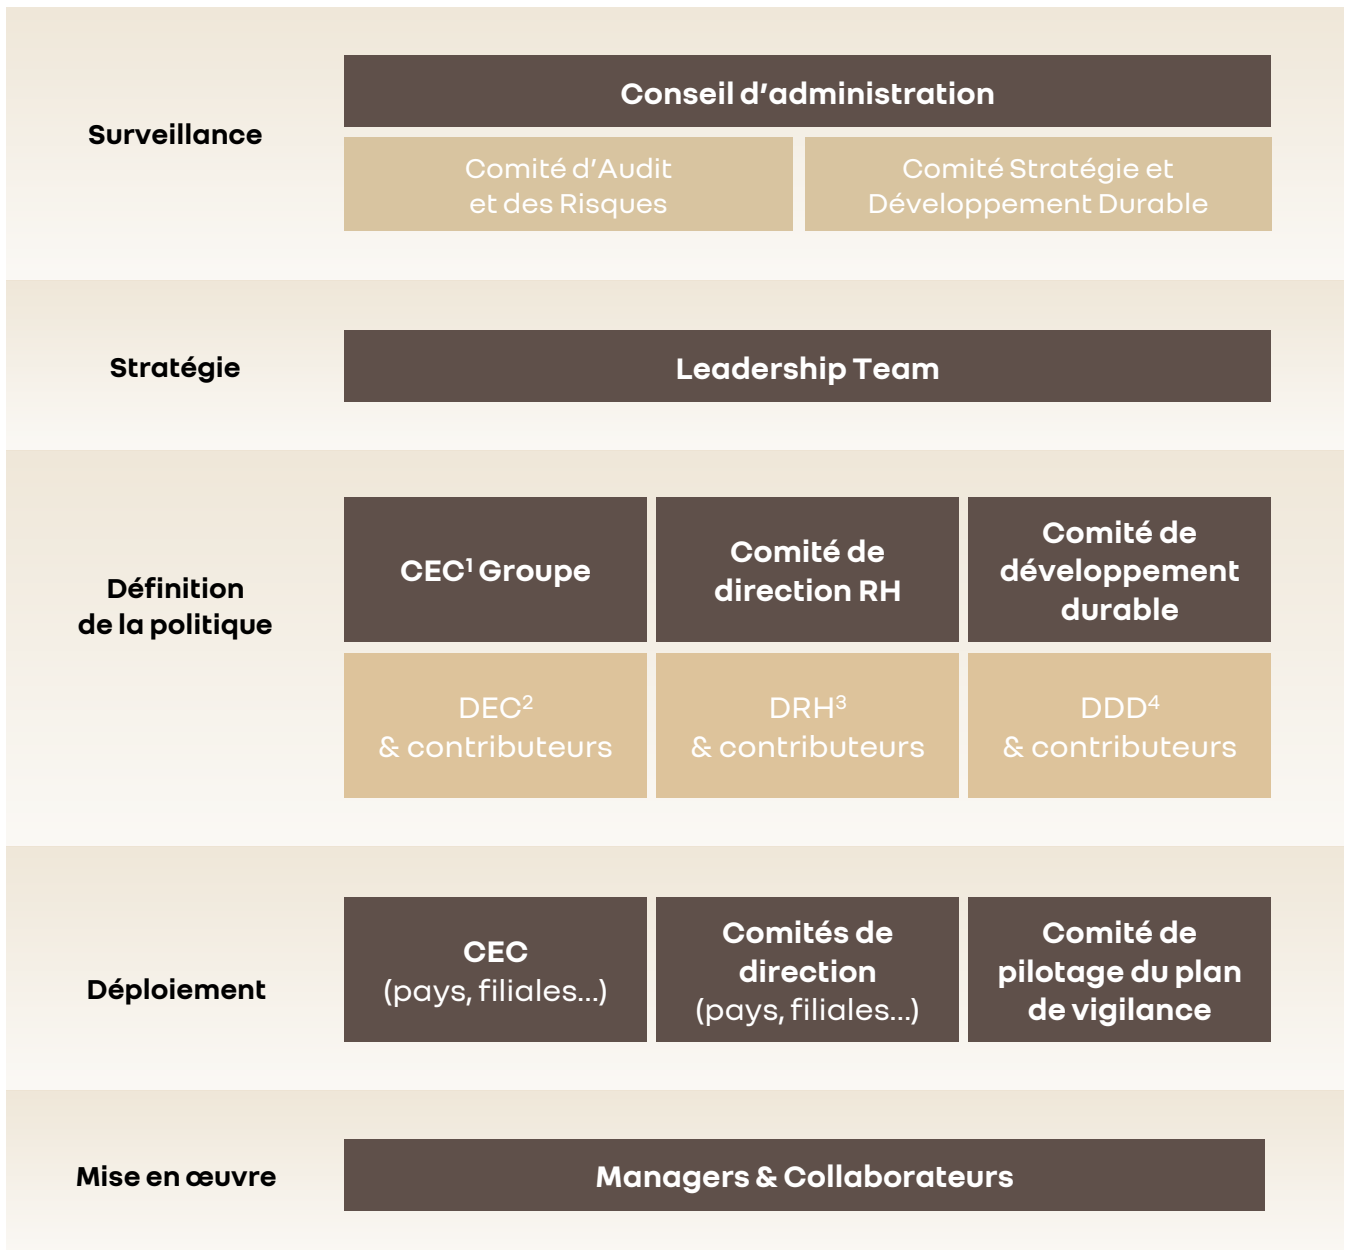 Surveillance
Conseil d'administration
Comité d'Audit
et des Risques
Comité Stratégie et
Développement Durable
Stratégie
Leadership Team
Définition
de la politique
CEC¹ Groupe
Comité de
direction RH
Comité de
développement
durable
DEC²
& contributeurs
DRH³
& contributeurs
DDD⁴
& contributeurs
Déploiement
CEC
(pays, filiales...)
Comités de
direction
(pays, filiales...)
Comité de
pilotage du plan
de vigilance
Mise en œuvre
Managers & Collaborateurs